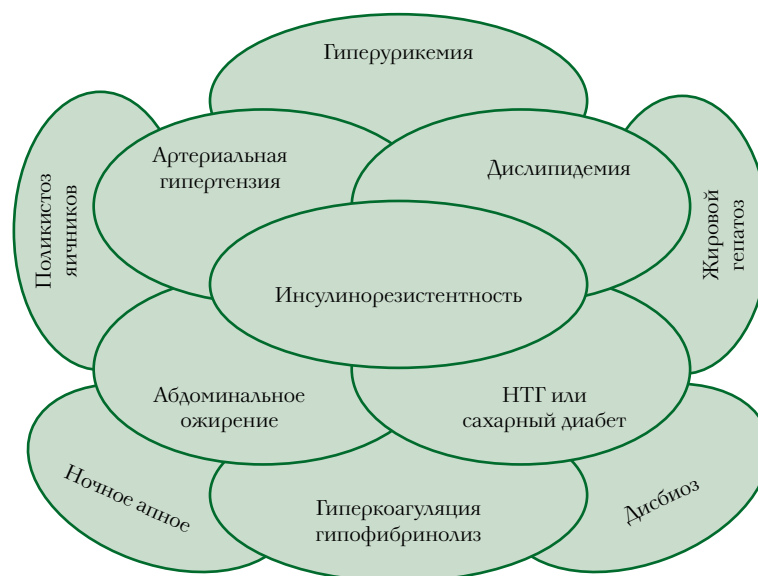 Гиперурикемия
Артериальная
гипертензия
Дислипидемия
Поликистоз
яичников
Жировой
гепатоз
Инсулинорезистентность
Абдоминальное
ожирение
НТГ или
сахарный диабет
Ночное апное
Гиперкоагуляция
гипофибринолиз
Дисбиоз